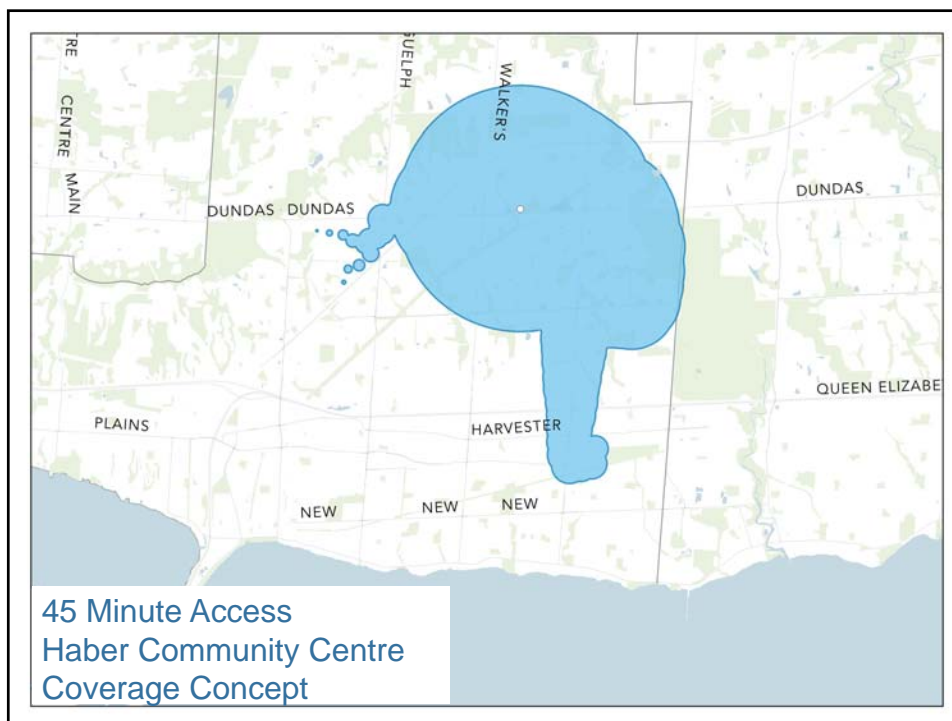 TRE
GUELPH
WALKER'S
CENTRE MAIN
DUNDAS DUNDAS
DUNDAS
QUEEN ELIZABE
PLAINS
HARVESTER
NEW NEW NEW
45 Minute Access
Haber Community Centre
Coverage Concept